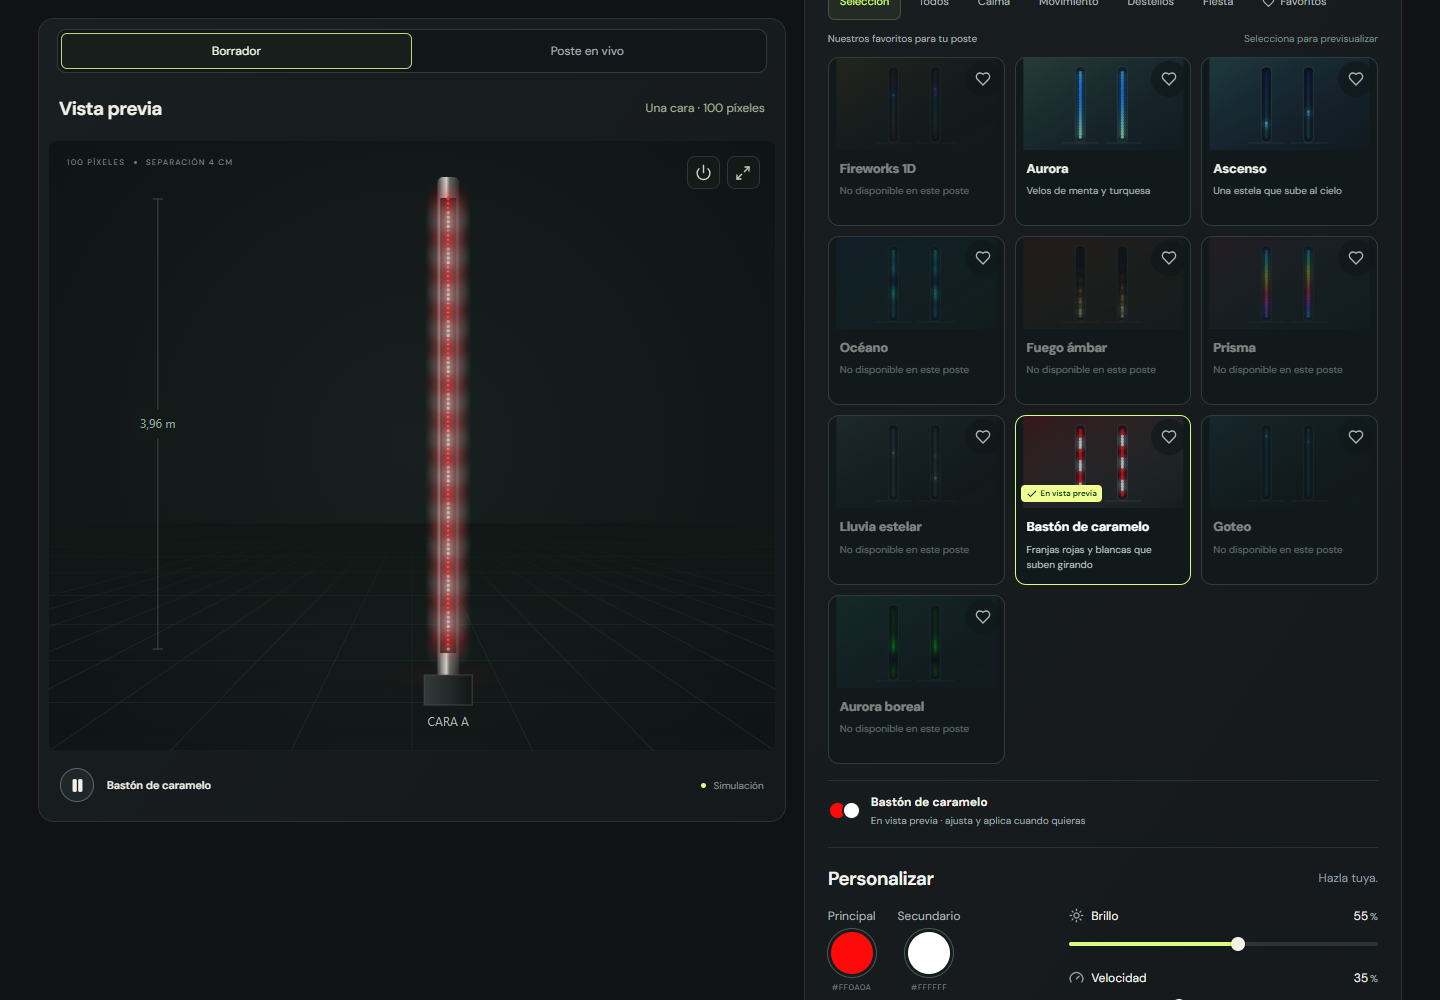 Borrador
Poste en vivo
Vista previa
Una cara · 100 píxeles
100 PÍXELES • SEPARACIÓN 4 CM
3,96 m
CARA A
Bastón de caramelo
Simulación
Selección
Todos
Calma
Movimiento
Destellos
Fiesta
Favoritos
Nuestros favoritos para tu poste
Selecciona para previsualizar
Fireworks 1D
No disponible en este poste
Aurora
Velos de menta y turquesa
Ascenso
Una estela que sube al cielo
Océano
No disponible en este poste
Fuego ámbar
No disponible en este poste
Prisma
No disponible en este poste
Lluvia estelar
No disponible en este poste
En vista previa
Bastón de caramelo
Franjas rojas y blancas que
suben girando
Goteo
No disponible en este poste
Aurora boreal
No disponible en este poste
Bastón de caramelo
En vista previa · ajusta y aplica cuando quieras
Personalizar
Hazla tuya.
Principal
Secundario
#FF0A0A
#FFFFFF
Brillo
55 %
Velocidad
35 %